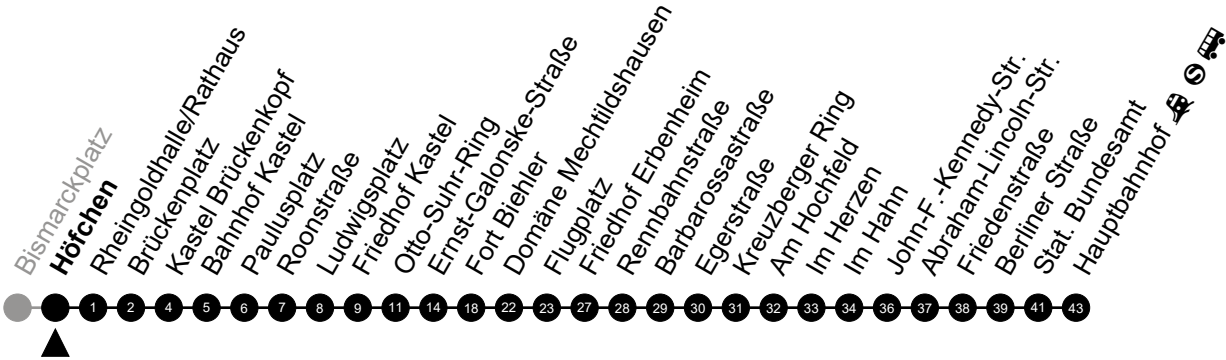 Bismarckplatz
Höfchen
Rheingoldhalle/Rathaus
Brückenplatz
Kastel Brückenkopf
Bahnhof Kastel
Paulusplatz
Roonstraße
Ludwigsplatz
Friedhof Kastel
Otto-Suhr-Ring
Ernst-Galonske-Straße
Fort Biehler
Domäne Mechtildshausen
Flugplatz
Friedhof Erbenheim
Rennbahnstraße
Barbarossastraße
Egerstraße
Kreuzberger Ring
Am Hochfeld
Im Herzen
Im Hahn
John-F.-Kennedy-Str.
Abraham-Lincoln-Str.
Friedenstraße
Berliner Straße
Stat. Bundesamt
Hauptbahnhof S
1 2 4 5 6 7 8 9 11 14 18 22 23 27 28 29 30 31 32 33 34 36 37 38 39 41 43